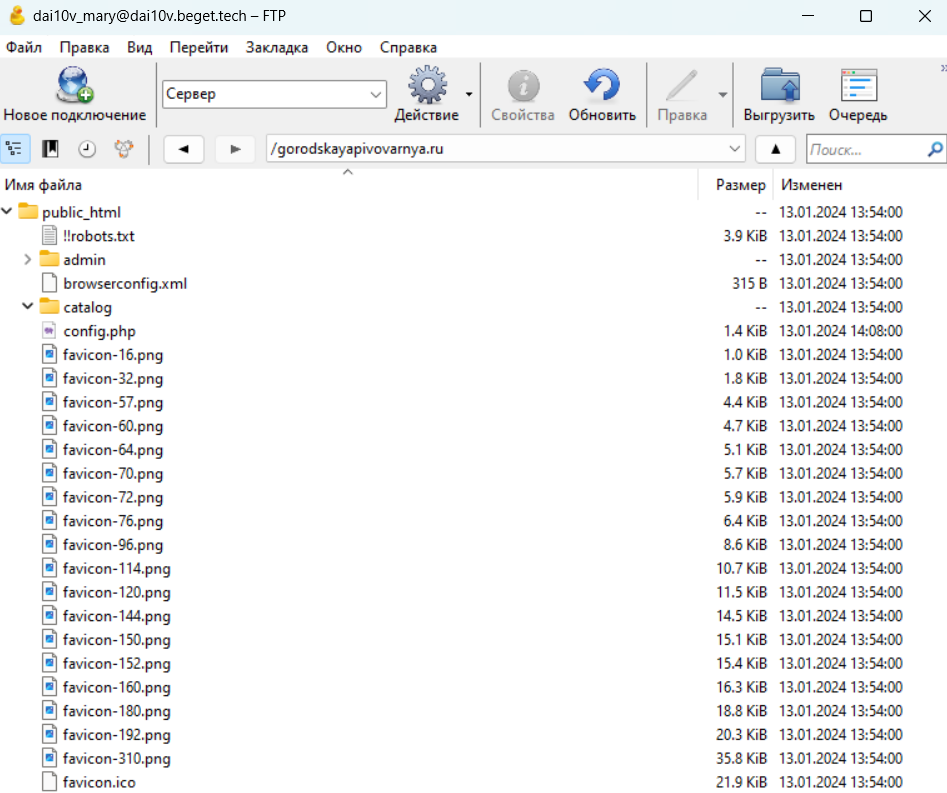 dai10v_mary@dai10v.beget.tech – FTP
Файл Правка Вид Перейти Закладка Окно Справка
Новое подключение Сервер Действие Свойства Обновить Правка Выгрузить Очередь
/gorodskayapivovarnya.ru Поиск...
Имя файла Размер Изменен
public_html -- 13.01.2024 13:54:00
!!robots.txt 3.9 KiB 13.01.2024 13:54:00
admin -- 13.01.2024 13:54:00
browserconfig.xml 315 B 13.01.2024 13:54:00
catalog -- 13.01.2024 13:54:00
config.php 1.4 KiB 13.01.2024 14:08:00
favicon-16.png 1.0 KiB 13.01.2024 13:54:00
favicon-32.png 1.8 KiB 13.01.2024 13:54:00
favicon-57.png 4.4 KiB 13.01.2024 13:54:00
favicon-60.png 4.7 KiB 13.01.2024 13:54:00
favicon-64.png 5.1 KiB 13.01.2024 13:54:00
favicon-70.png 5.7 KiB 13.01.2024 13:54:00
favicon-72.png 5.9 KiB 13.01.2024 13:54:00
favicon-76.png 6.4 KiB 13.01.2024 13:54:00
favicon-96.png 8.6 KiB 13.01.2024 13:54:00
favicon-114.png 10.7 KiB 13.01.2024 13:54:00
favicon-120.png 11.5 KiB 13.01.2024 13:54:00
favicon-144.png 14.5 KiB 13.01.2024 13:54:00
favicon-150.png 15.1 KiB 13.01.2024 13:54:00
favicon-152.png 15.4 KiB 13.01.2024 13:54:00
favicon-160.png 16.3 KiB 13.01.2024 13:54:00
favicon-180.png 18.8 KiB 13.01.2024 13:54:00
favicon-192.png 20.3 KiB 13.01.2024 13:54:00
favicon-310.png 35.8 KiB 13.01.2024 13:54:00
favicon.ico 21.9 KiB 13.01.2024 13:54:00